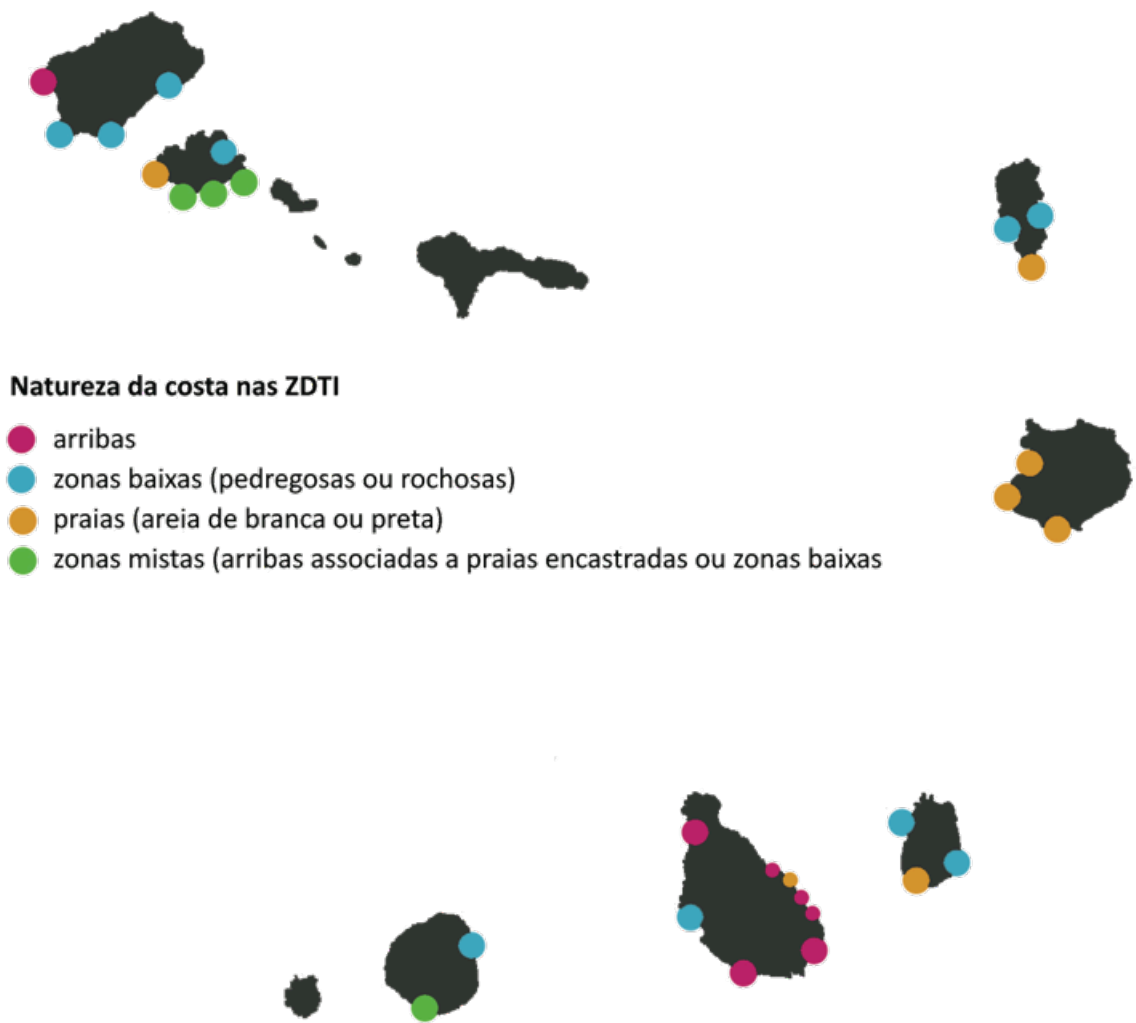 Natureza da costa nas ZDTI
arribas
zonas baixas (pedregosas ou rochosas)
praias (areia de branca ou preta)
zonas mistas (arribas associadas a praias encastradas ou zonas baixas